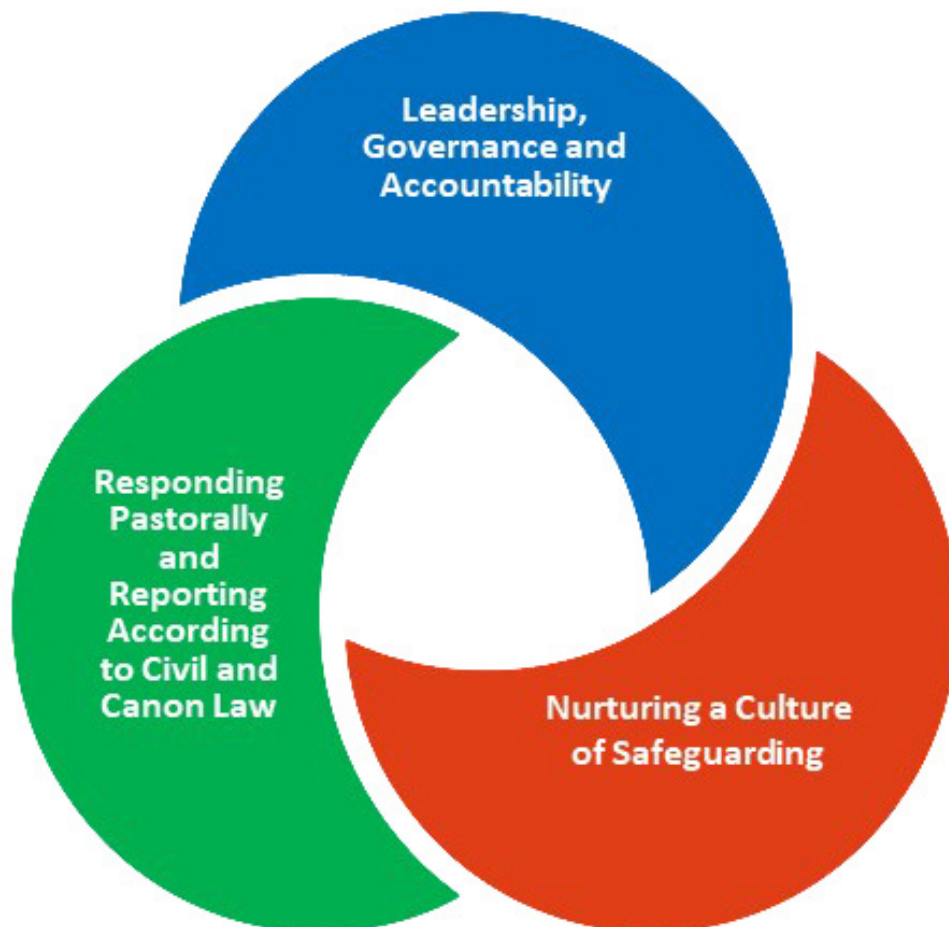 Leadership,
Governance and
Accountability
Responding
Pastorally
and
Reporting
According
to Civil and
Canon Law
Nurturing a Culture
of Safeguarding